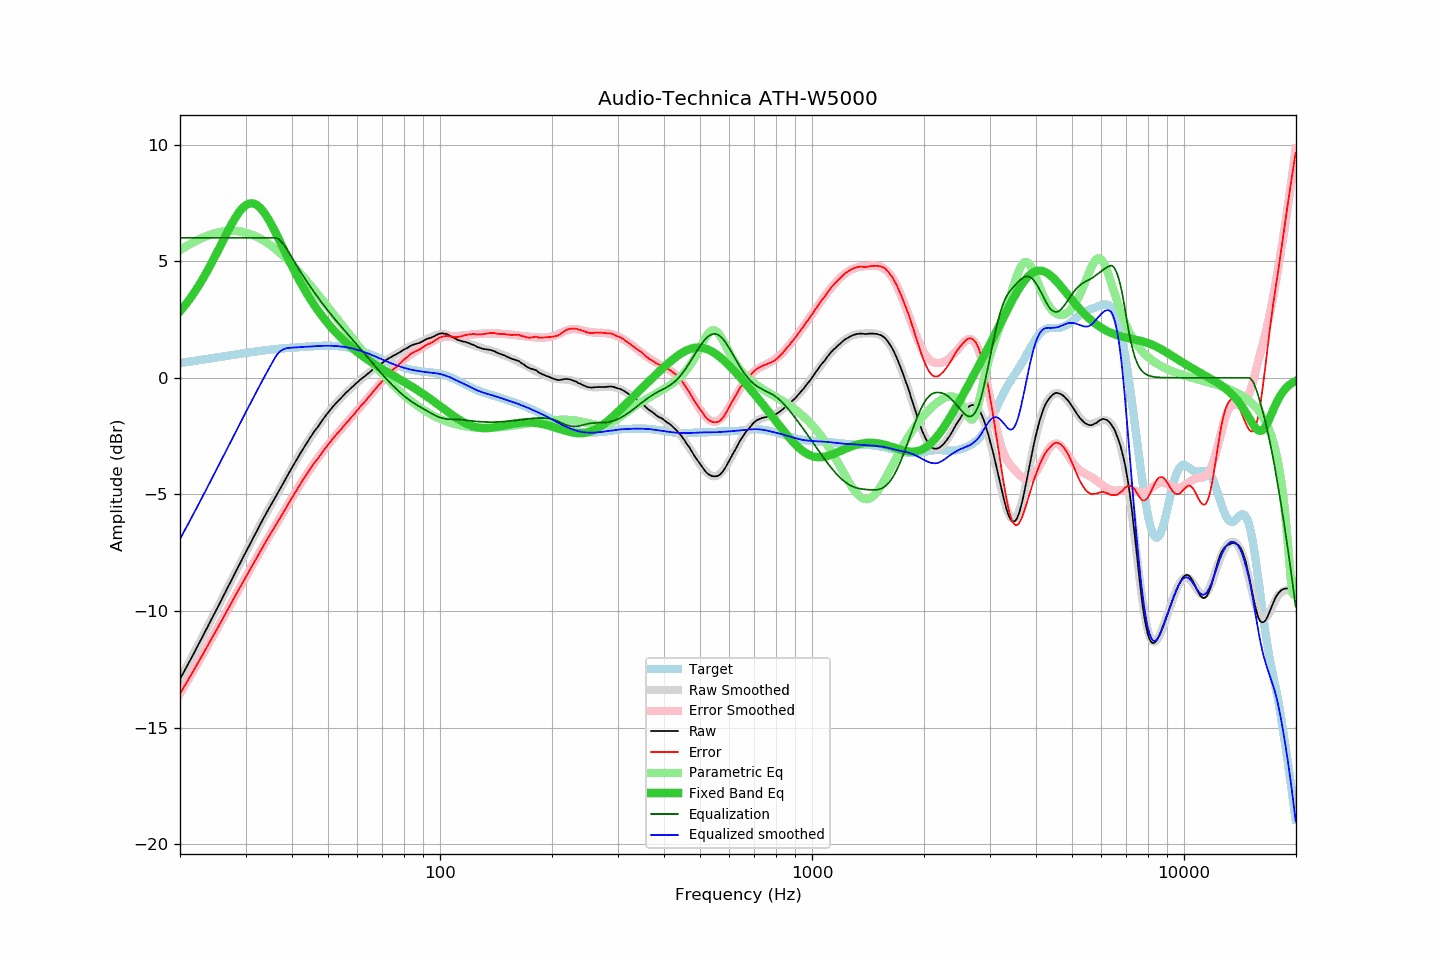 Audio-Technica ATH-W5000
10
5
0
−5
−10
−15
−20
Amplitude (dBr)
Target
Raw Smoothed
Error Smoothed
Raw
Error
Parametric Eq
Fixed Band Eq
Equalization
Equalized smoothed
100
1000
10000
Frequency (Hz)